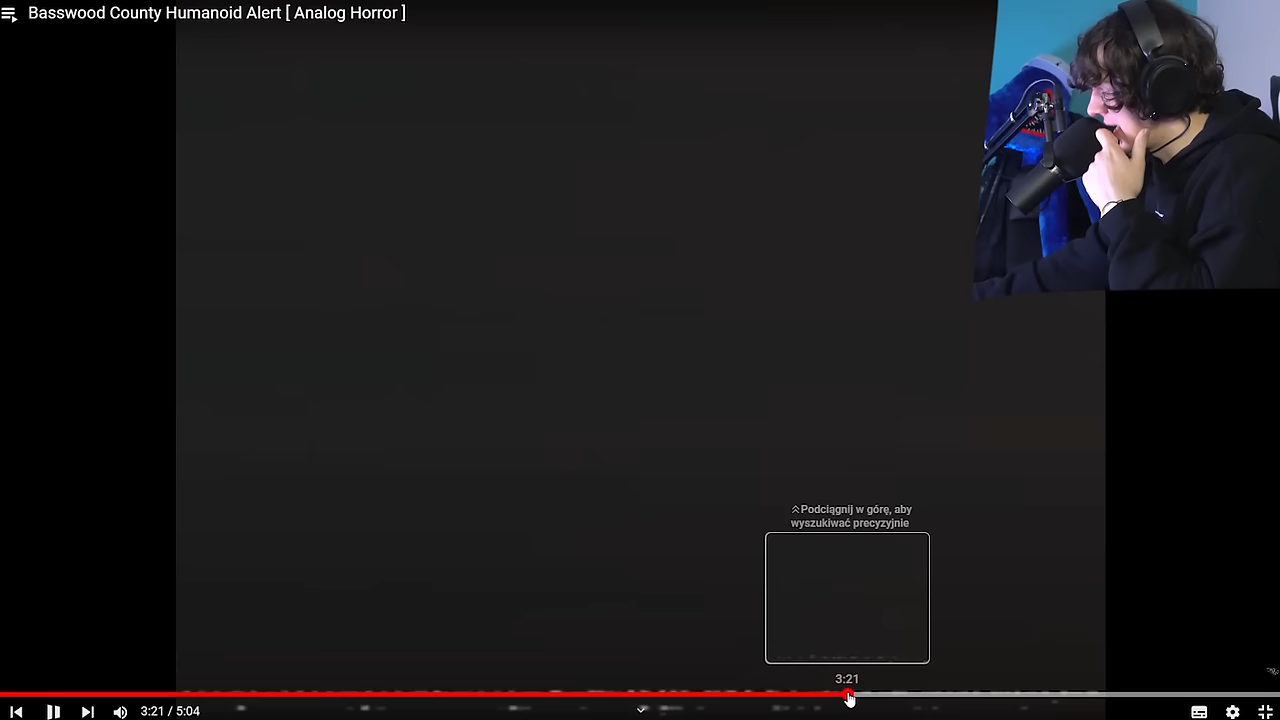 Basswood County Humanoid Alert [ Analog Horror ]
Podciągnij w górę, aby
wyszukiwać precyzyjnie
3:21
3:21 / 5:04